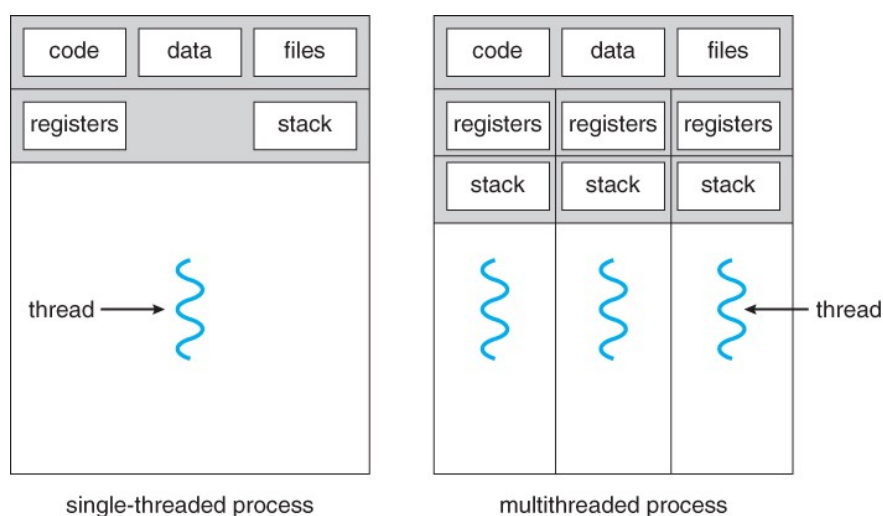 code data files
registers stack
thread
single-threaded process
code data files
registers registers registers
stack stack stack
thread
multithreaded process